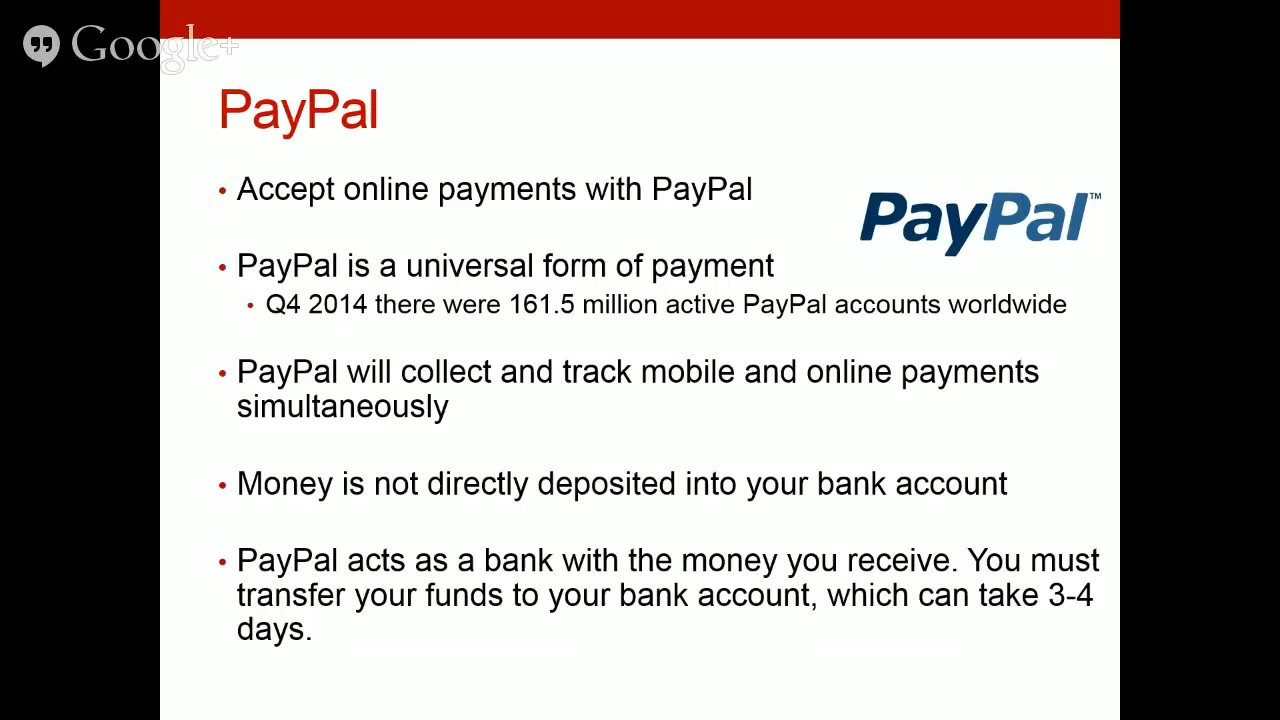 Google+
PayPal
• Accept online payments with PayPal
PayPal™
• PayPal is a universal form of payment
• Q4 2014 there were 161.5 million active PayPal accounts worldwide
• PayPal will collect and track mobile and online payments
simultaneously
• Money is not directly deposited into your bank account
• PayPal acts as a bank with the money you receive. You must
transfer your funds to your bank account, which can take 3-4
days.